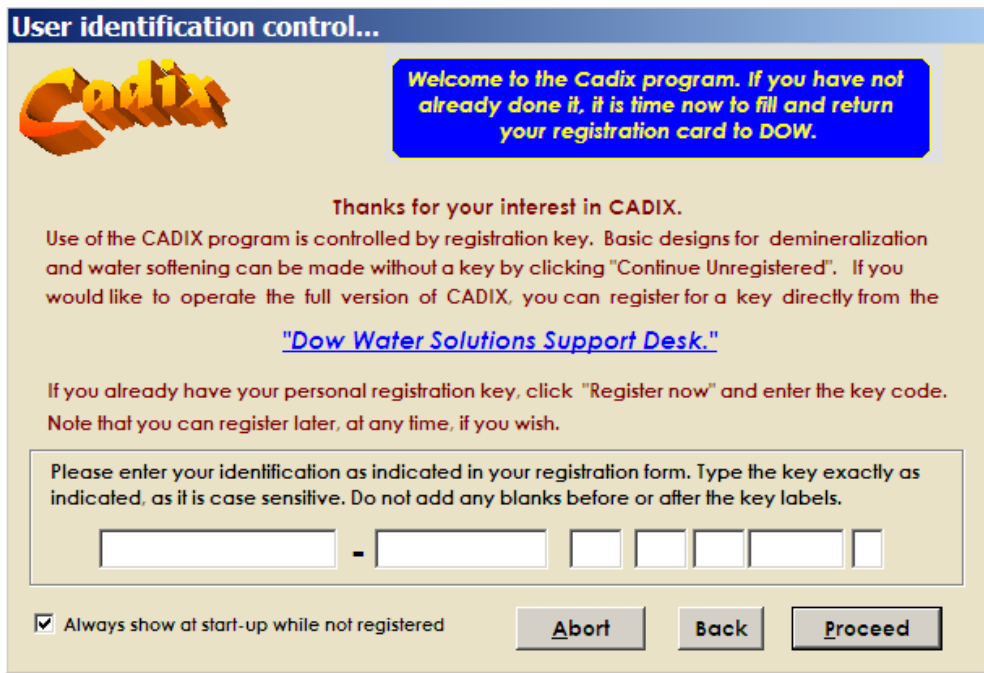 User identification control...
Cadix
Welcome to the Cadix program. If you have not
already done it, it is time now to fill and return
your registration card to DOW.
Thanks for your interest in CADIX.
Use of the CADIX program is controlled by registration key. Basic designs for demineralization
and water softening can be made without a key by clicking "Continue Unregistered". If you
would like to operate the full version of CADIX, you can register for a key directly from the
"Dow Water Solutions Support Desk."
If you already have your personal registration key, click "Register now" and enter the key code.
Note that you can register later, at any time, if you wish.
Please enter your identification as indicated in your registration form. Type the key exactly as
indicated, as it is case sensitive. Do not add any blanks before or after the key labels.
-
Always show at start-up while not registered
Abort
Back
Proceed